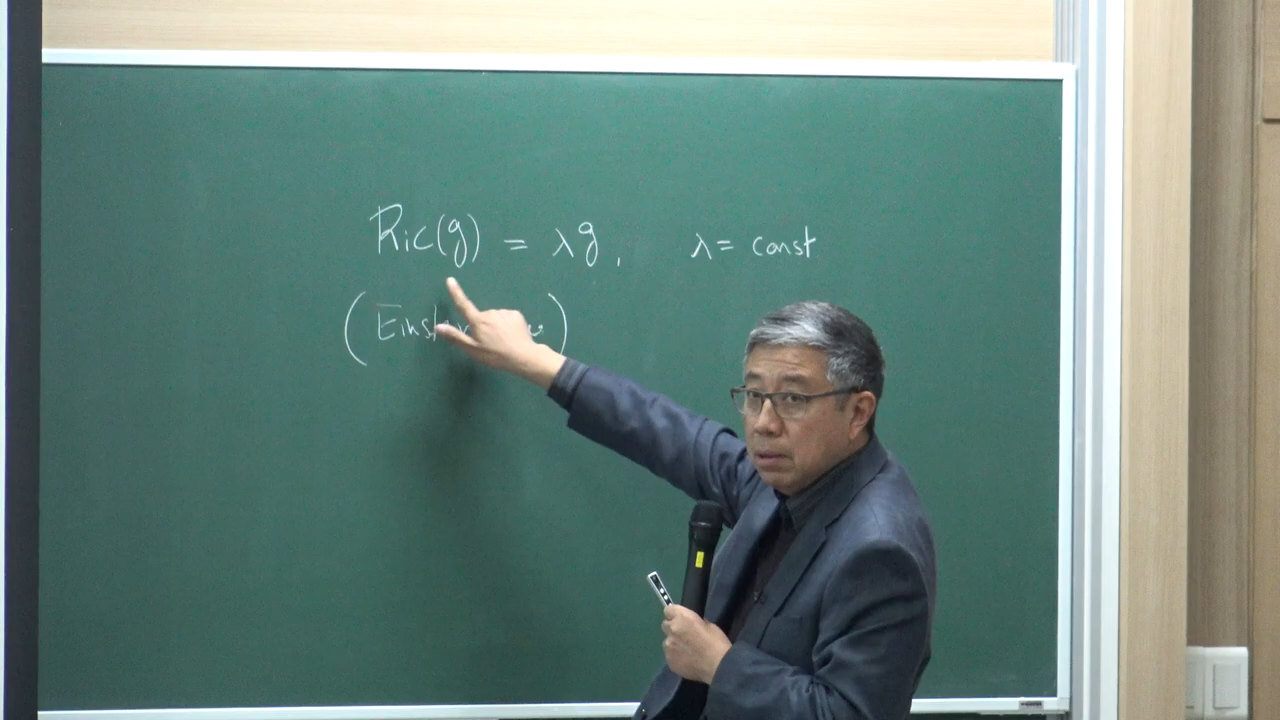 Ric(g) = λg, λ = const